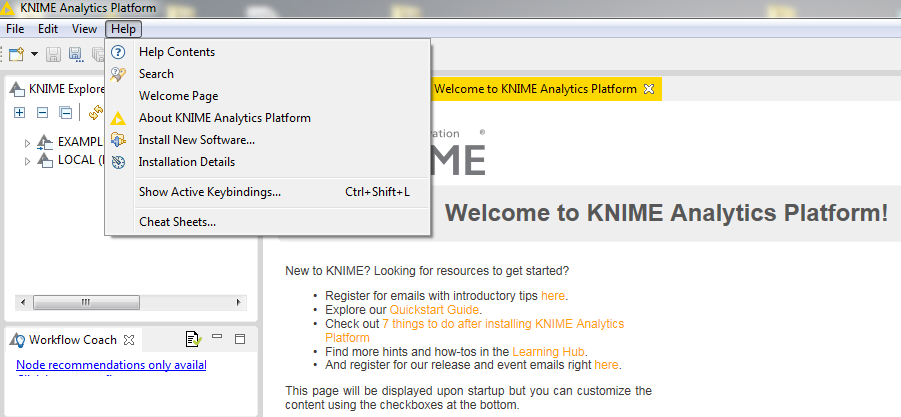 KNIME Analytics Platform
File Edit View Help
Help Contents
Search
Welcome Page
About KNIME Analytics Platform
Install New Software...
Installation Details
Show Active Keybindings... Ctrl+Shift+L
Cheat Sheets...
KNIME Explore
EXAMPL
LOCAL (
Welcome to KNIME Analytics Platform
ovation
IME
®
Welcome to KNIME Analytics Platform!
New to KNIME? Looking for resources to get started?
• Register for emails with introductory tips here.
• Explore our Quickstart Guide.
• Check out 7 things to do after installing KNIME Analytics
Platform
• Find more hints and how-tos in the Learning Hub.
• And register for our release and event emails right here.
This page will be displayed upon startup but you can customize the
content using the checkboxes at the bottom.
Workflow Coach
Node recommendations only availal